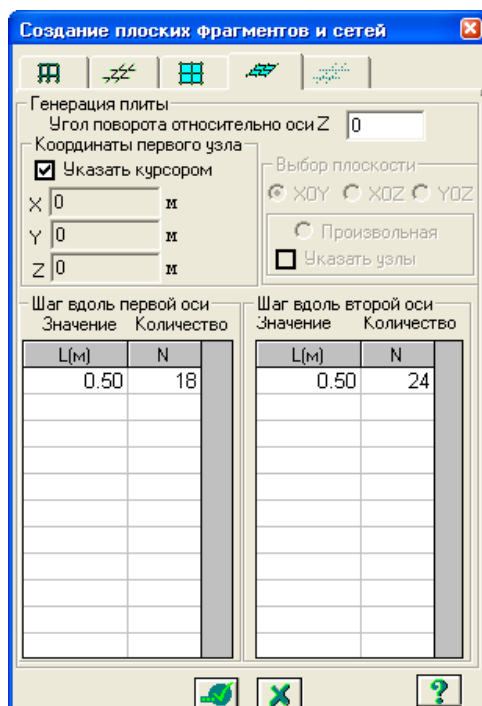 Создание плоских фрагментов и сетей
Генерация плиты
Угол поворота относительно оси Z 0
Координаты первого узла
Указать курсором
X 0 м
Y 0 м
Z 0 м
Выбор плоскости
XOY XOZ YOZ
Произвольная
Указать узлы
Шаг вдоль первой оси
Значение Количество
L(м) N
0.50 18
Шаг вдоль второй оси
Значение Количество
L(м) N
0.50 24
?